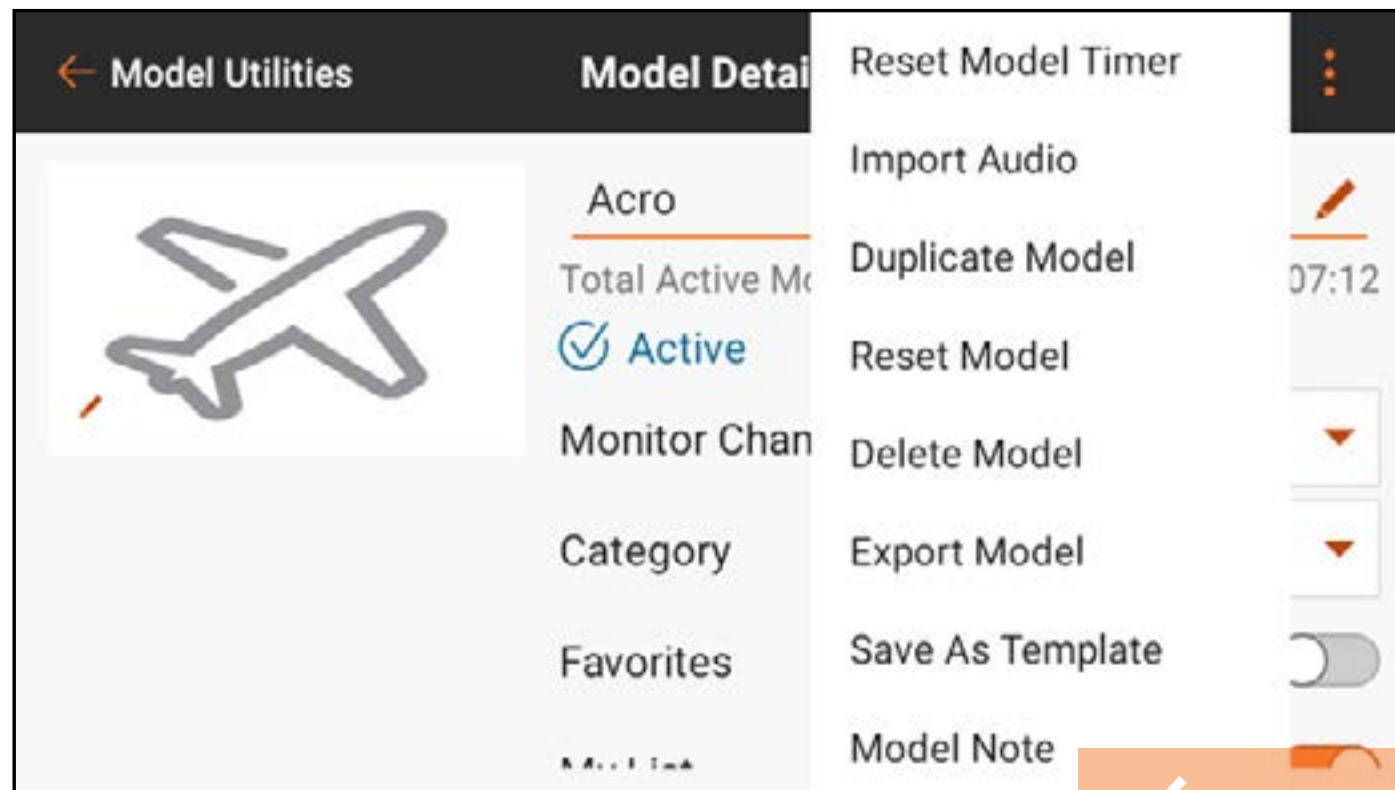 Model Utilities
Model Detai
Reset Model Timer
Import Audio
Acro
Duplicate Model
Total Active Mo
07:12
Active
Reset Model
Monitor Chan
Delete Model
Category
Export Model
Favorites
Save As Template
Model Note